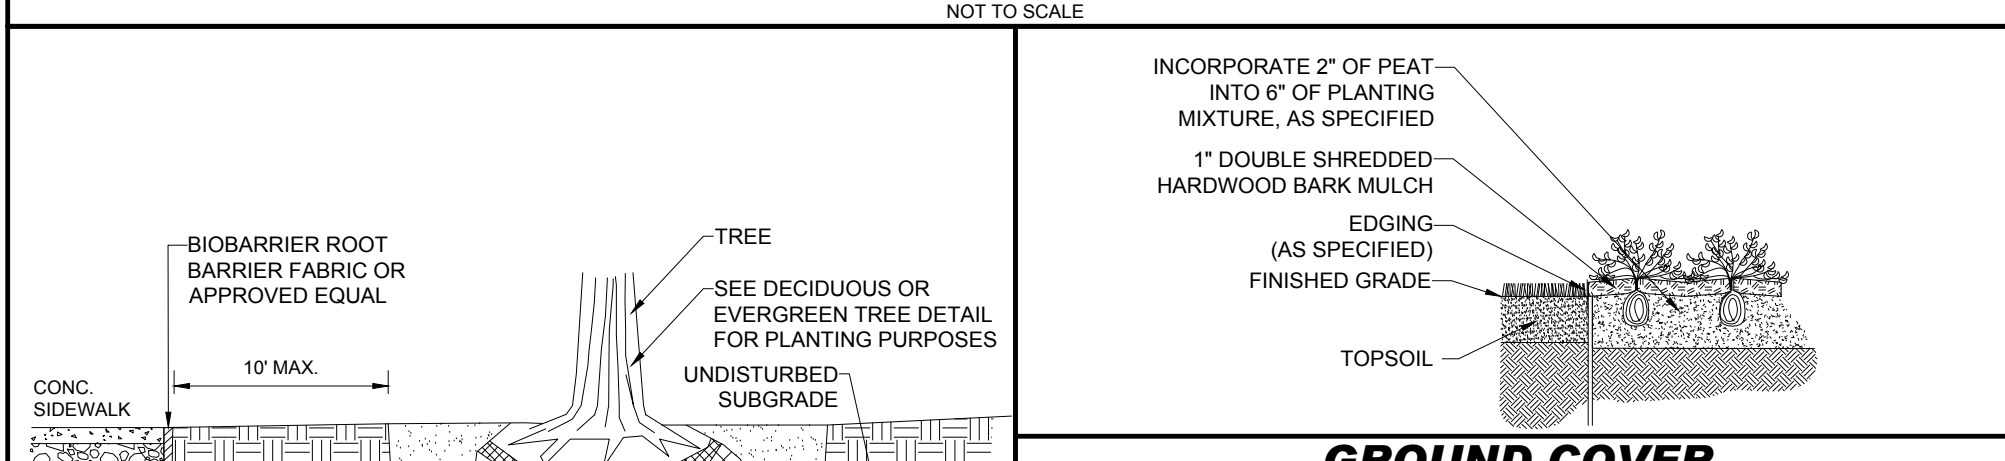 NOT TO SCALE
BIOBARRIER ROOT
BARRIER FABRIC OR
APPROVED EQUAL
TREE
SEE DECIDUOUS OR
EVERGREEN TREE DETAIL
FOR PLANTING PURPOSES
10' MAX.
UNDISTURBED
SUBGRADE
CONC.
SIDEWALK
INCORPORATE 2" OF PEAT
INTO 6" OF PLANTING
MIXTURE, AS SPECIFIED
1" DOUBLE SHREDDED
HARDWOOD BARK MULCH
EDGING
(AS SPECIFIED)
FINISHED GRADE
TOPSOIL
GROUND COVER